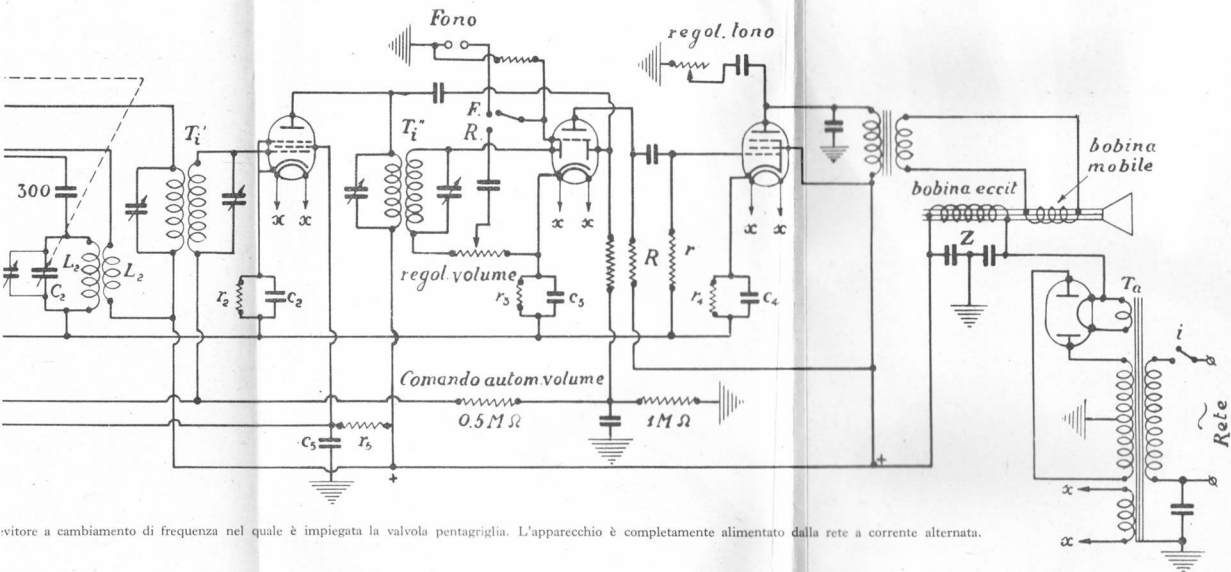 Fono
regol. tono
F.
R.
Ti'
Ti"
300
L2
L2
C2
x x
x x
x x
bobina
mobile
bobina eccit
Z
regol. volume
r2
C2
r3
C3
R
r
r4
C4
Ta
i
Rete
~
Comando autom. volume
0.5 M Ω
1 M Ω
C5
r5
+
+
x
x
evitore a cambiamento di frequenza nel quale è impiegata la valvola pentagriglia. L'apparecchio è completamente alimentato dalla rete a corrente alternata.